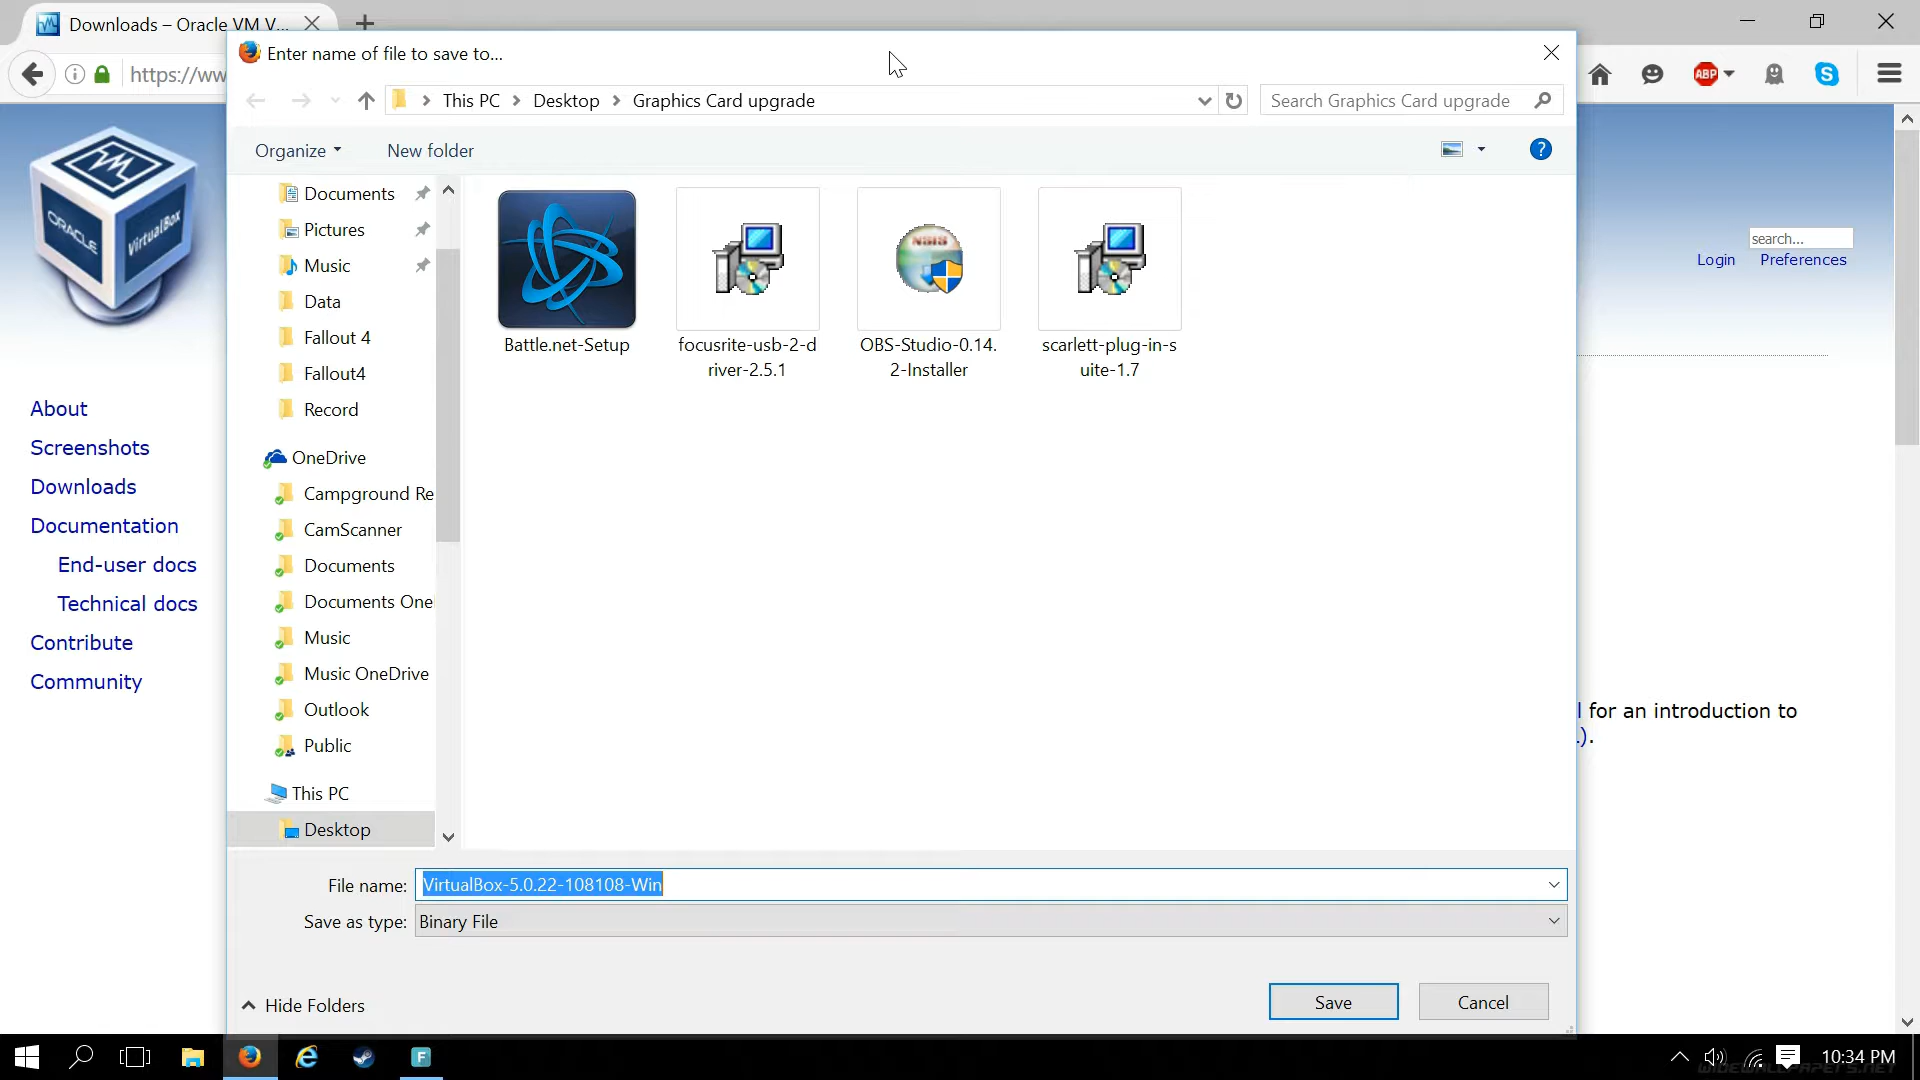 Downloads – Oracle VM V...
Enter name of file to save to...
https://ww
ABP
This PC
Desktop
Graphics Card upgrade
Search Graphics Card upgrade
Organize
New folder
?
ORACLE
VirtualBox
search...
Login
Preferences
About
Screenshots
Downloads
Documentation
End-user docs
Technical docs
Contribute
Community
Documents
Pictures
Music
Data
Fallout 4
Fallout4
Record
OneDrive
Campground Re
CamScanner
Documents
Documents One
Music
Music OneDrive
Outlook
Public
This PC
Desktop
NSIS
Battle.net-Setup
focusrite-usb-2-d
river-2.5.1
OBS-Studio-0.14.
2-Installer
scarlett-plug-in-s
uite-1.7
l for an introduction to
.).
File name:
VirtualBox-5.0.22-108108-Win
Save as type:
Binary File
Hide Folders
Save
Cancel
F
10:34 PM